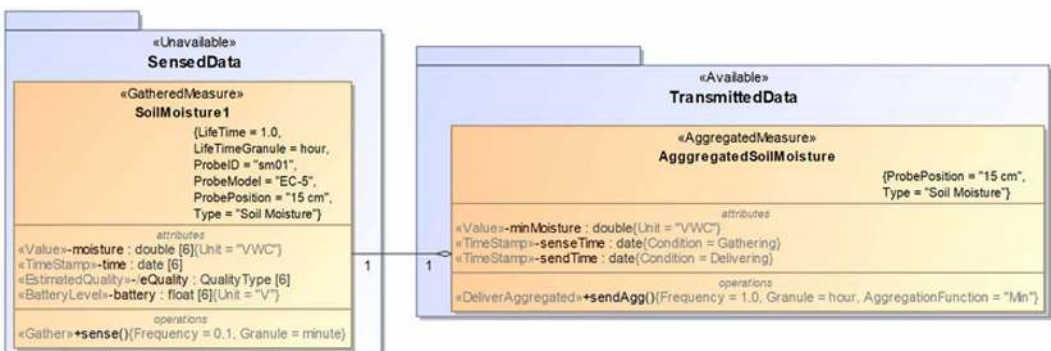 «Unavailable»
SensedData
«GatheredMeasure»
SoilMoisture1
{LifeTime = 1.0,
LifeTimeGranule = hour,
ProbeID = "sm01",
ProbeModel = "EC-5",
ProbePosition = "15 cm",
Type = "Soil Moisture"}
attributes
«Value»-moisture : double [6]{Unit = "VWC"}
«TimeStamp»-time : date [6]
«EstimatedQuality»-/eQuality : QualityType [6]
«BatteryLevel»-battery : float [6]{Unit = "V"}
operations
«Gather»+sense(){Frequency = 0.1, Granule = minute}
1
1
«Available»
TransmittedData
«AggregatedMeasure»
AgggregatedSoilMoisture
{ProbePosition = "15 cm",
Type = "Soil Moisture"}
attributes
«Value»-minMoisture : double{Unit = "VWC"}
«TimeStamp»-senseTime : date{Condition = Gathering}
«TimeStamp»-sendTime : date{Condition = Delivering}
operations
«DeliverAggregated»+sendAgg(){Frequency = 1.0, Granule = hour, AggregationFunction = "Min"}